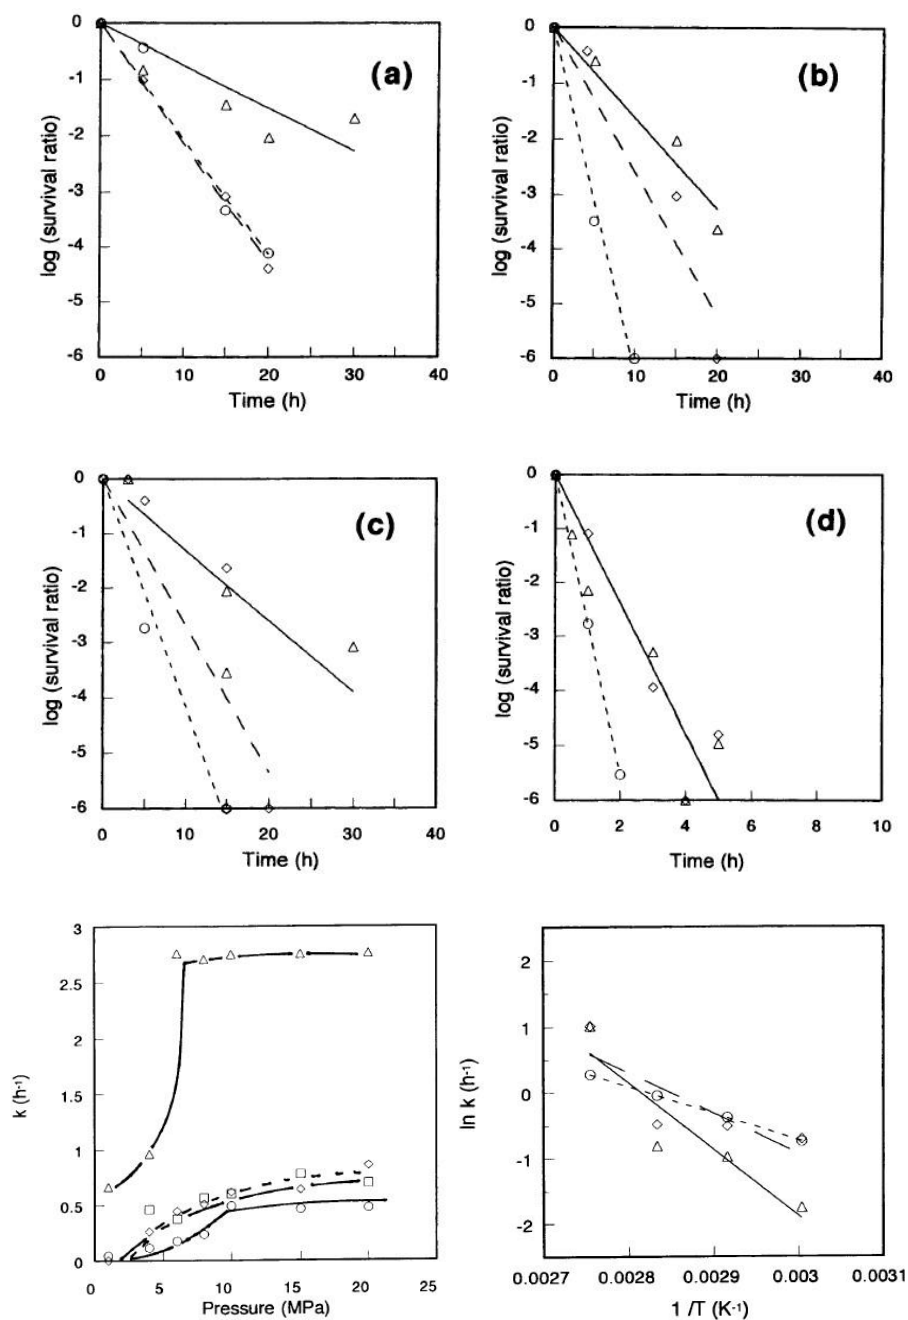 (a)
0
-1
-2
-3
-4
-5
-6
log (survival ratio)
0 10 20 30 40
Time (h)
(b)
0
-1
-2
-3
-4
-5
-6
log (survival ratio)
0 10 20 30 40
Time (h)
(c)
0
-1
-2
-3
-4
-5
-6
log (survival ratio)
0 10 20 30 40
Time (h)
(d)
0
-1
-2
-3
-4
-5
-6
log (survival ratio)
0 2 4 6 8 10
Time (h)
3
2.5
2
1.5
1
0.5
0
k (h-1)
0 5 10 15 20 25
Pressure (MPa)
2
1
0
-1
-2
ln k (h-1)
0.0027 0.0028 0.0029 0.003 0.0031
1 /T (K-1)